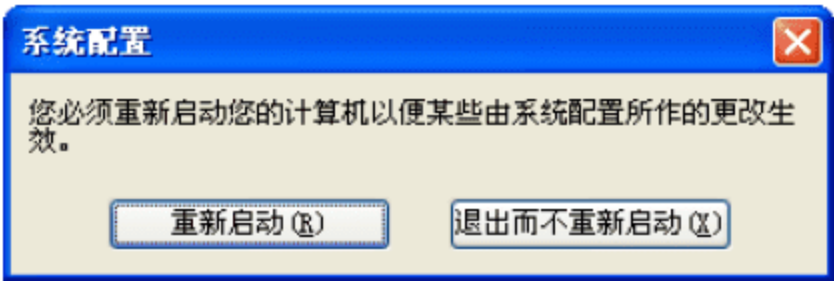 系统配置
您必须重新启动您的计算机以便某些由系统配置所作的更改生
效。
重新启动(R)
退出而不重新启动(X)